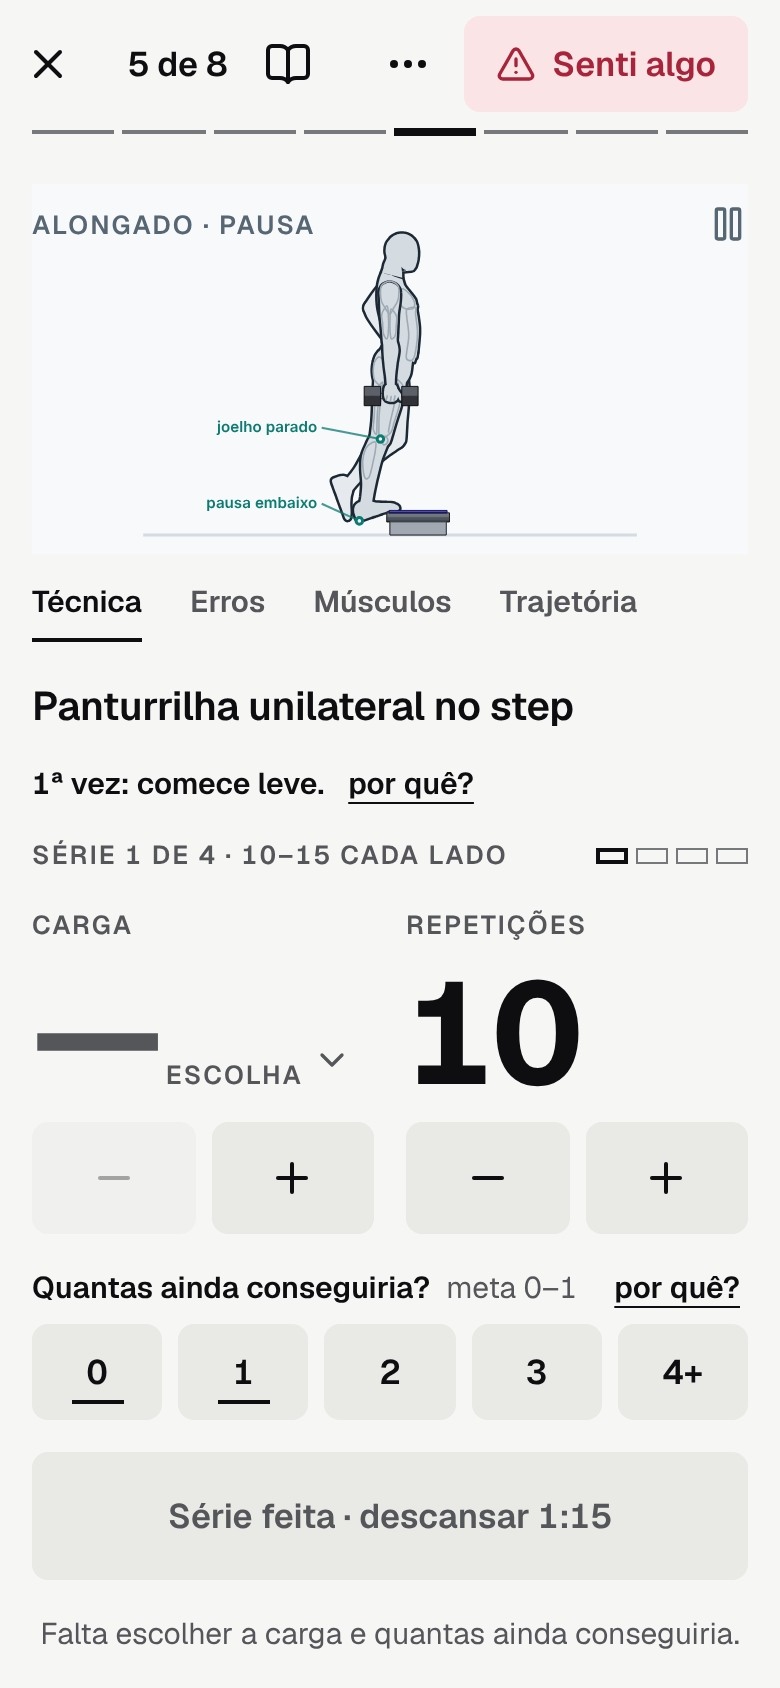 5 de 8
Senti algo
ALONGADO · PAUSA
joelho parado
pausa embaixo
Técnica Erros Músculos Trajetória
Panturrilha unilateral no step
1ª vez: comece leve. por quê?
SÉRIE 1 DE 4 · 10–15 CADA LADO
CARGA REPETIÇÕES
— ESCOLHA 10
− + − +
Quantas ainda conseguiria? meta 0–1 por quê?
0 1 2 3 4+
Série feita · descansar 1:15
Falta escolher a carga e quantas ainda conseguiria.